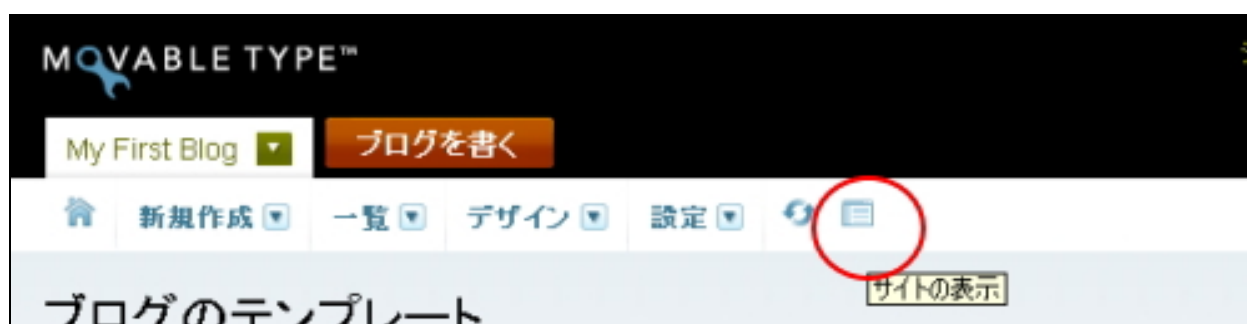 MOVABLE TYPE™
My First Blog ブログを書く
新規作成 一覧 デザイン 設定
サイトの表示
ブログのテンプレート